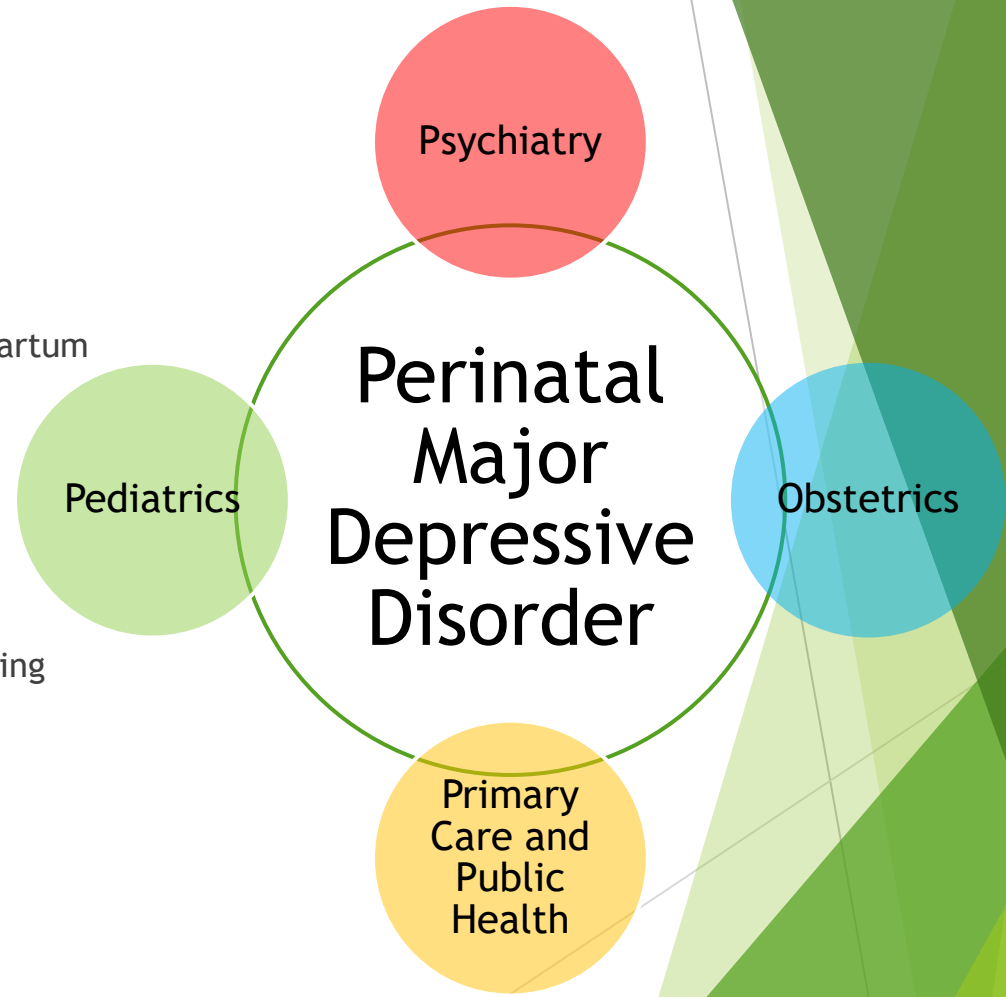 Psychiatry
artum
Perinatal
Major
Depressive
Disorder
Pediatrics
Obstetrics
ing
Primary
Care and
Public
Health